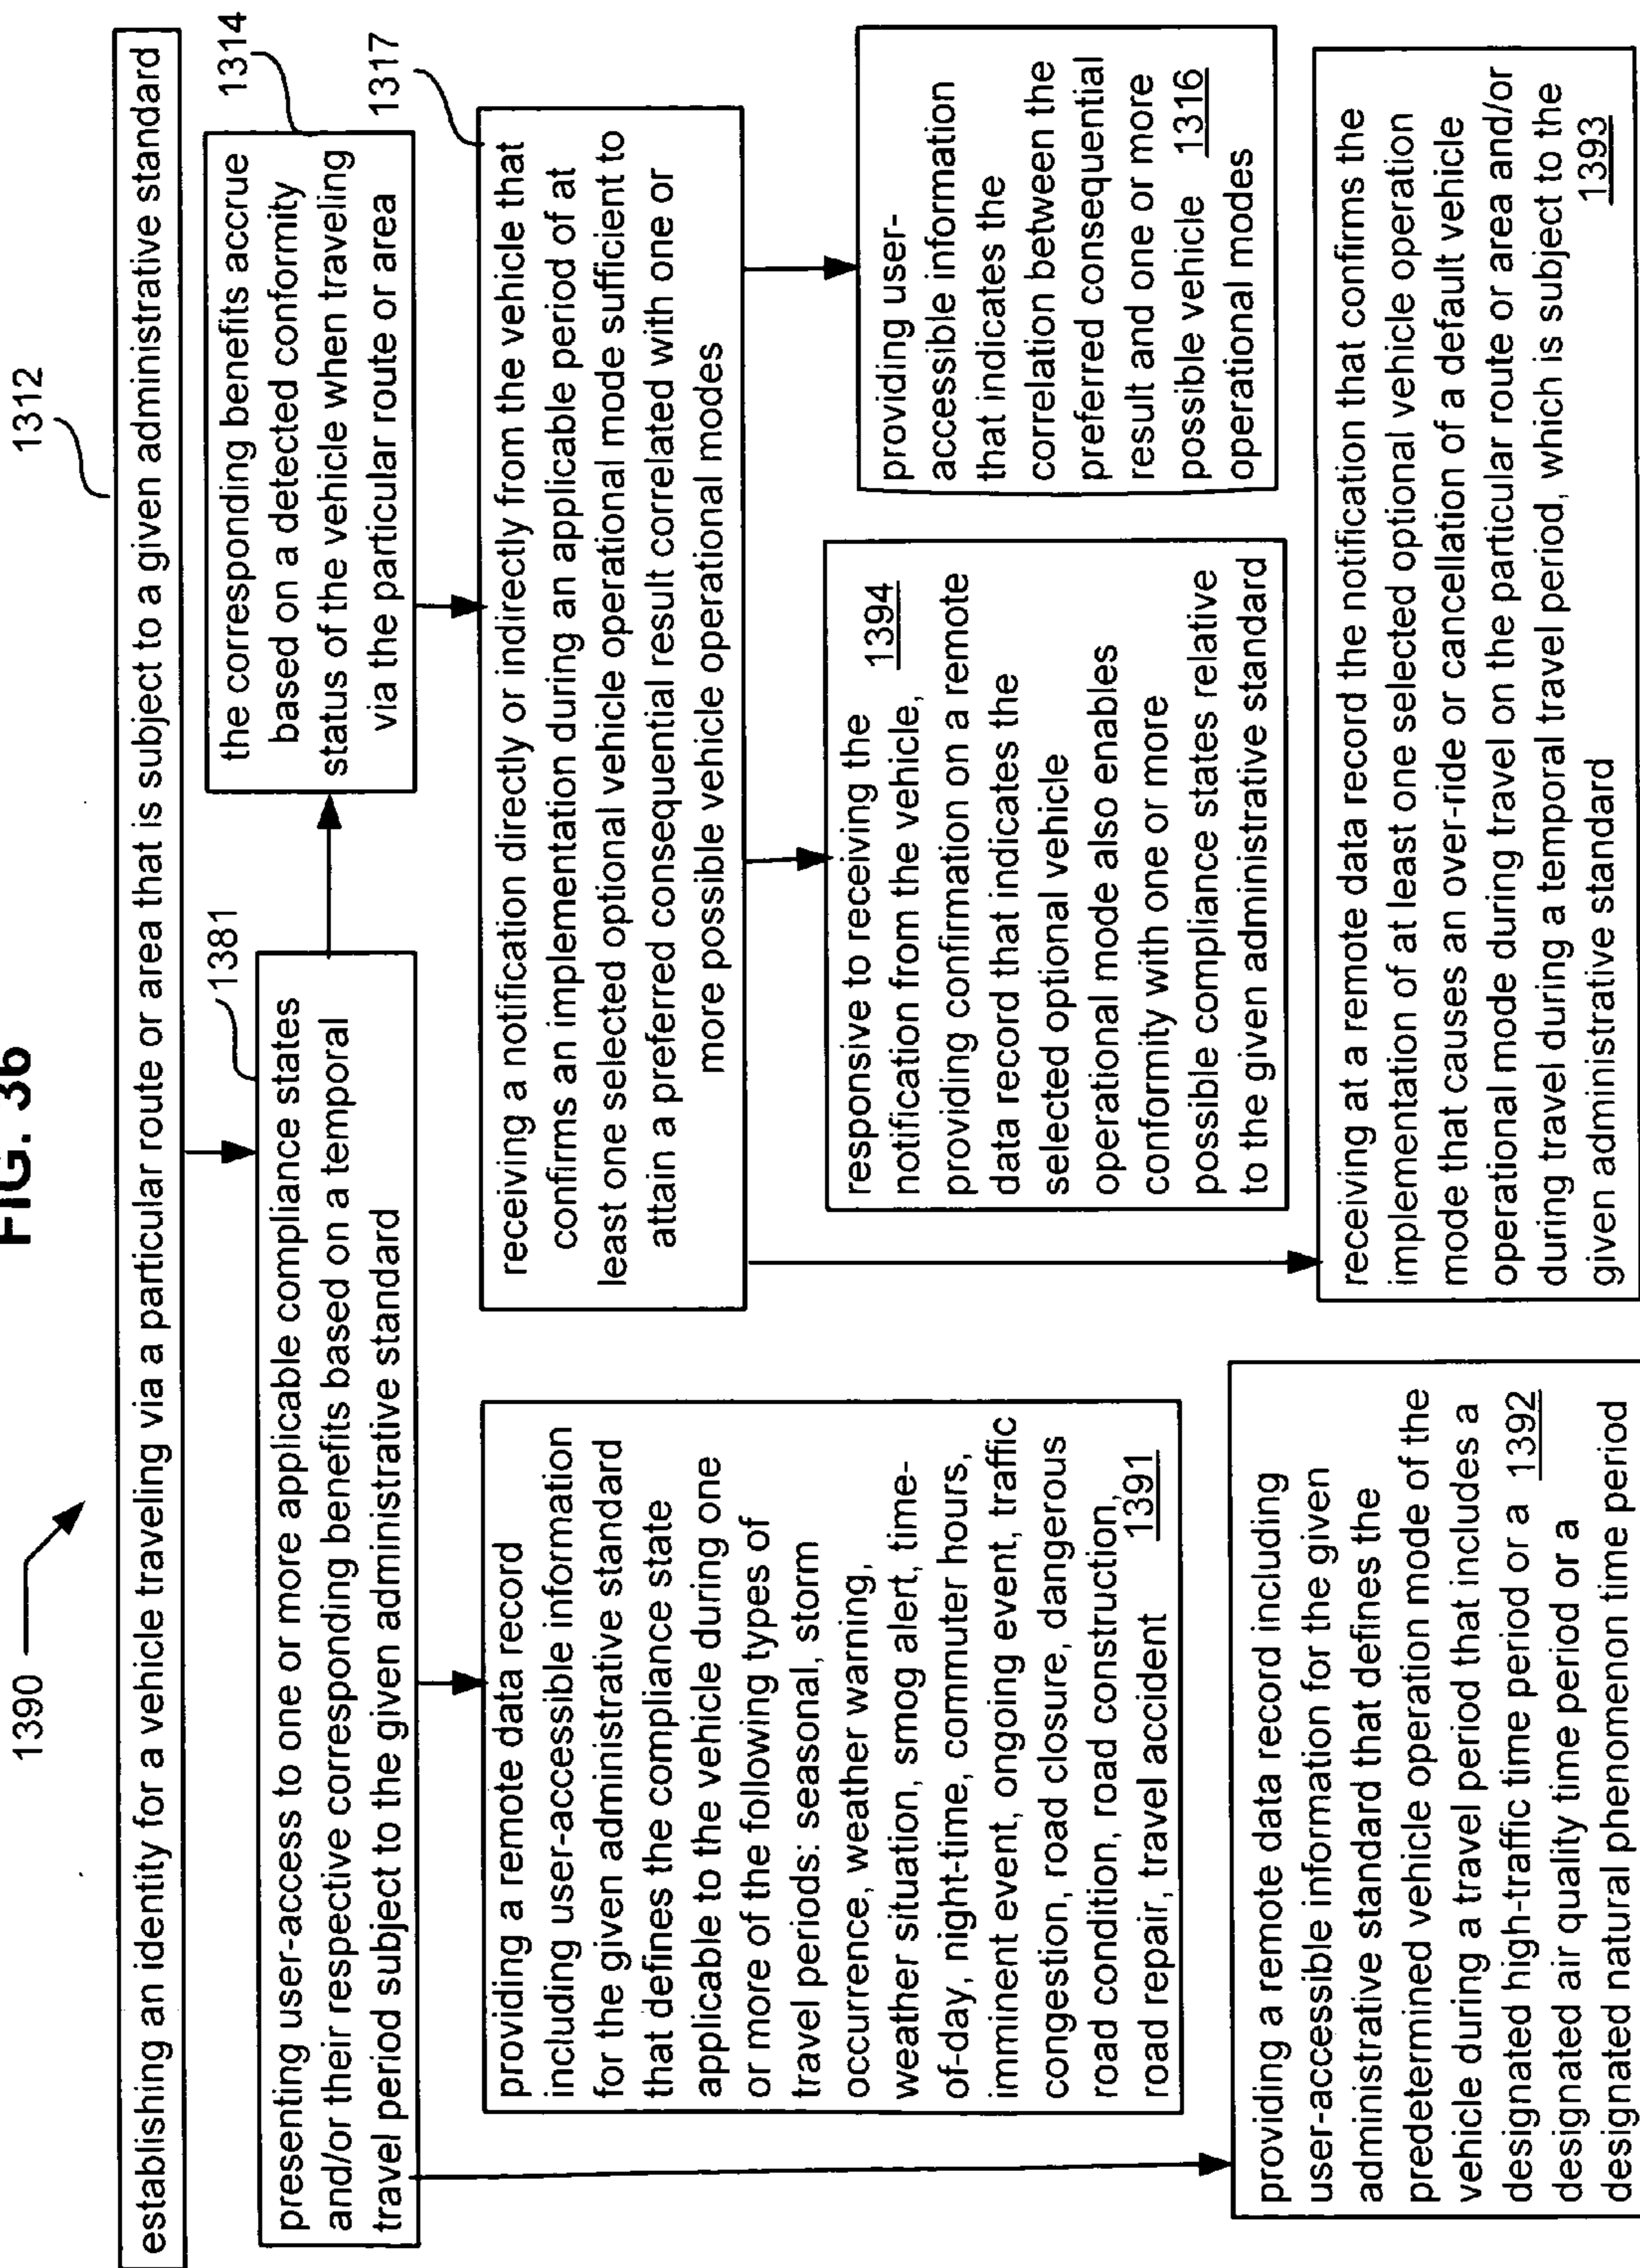 FIG. 3b
1390
1312
establishing an identity for a vehicle traveling via a particular route or area that is subject to a given administrative standard
1381
presenting user-access to one or more applicable compliance states
and/or their respective corresponding benefits based on a temporal
travel period subject to the given administrative standard
1314
the corresponding benefits accrue
based on a detected conformity
status of the vehicle when traveling
via the particular route or area
1317
receiving a notification directly or indirectly from the vehicle that
confirms an implementation during an applicable period of at
least one selected optional vehicle operational mode sufficient to
attain a preferred consequential result correlated with one or
more possible vehicle operational modes
providing a remote data record
including user-accessible information
for the given administrative standard
that defines the compliance state
applicable to the vehicle during one
or more of the following types of
travel periods: seasonal, storm
occurrence, weather warning,
weather situation, smog alert, time-
of-day, night-time, commuter hours,
imminent event, ongoing event, traffic
congestion, road closure, dangerous
road condition, road construction,
road repair, travel accident 1391
responsive to receiving the
notification from the vehicle, 1394
providing confirmation on a remote
data record that indicates the
selected optional vehicle
operational mode also enables
conformity with one or more
possible compliance states relative
to the given administrative standard
providing user-
accessible information
that indicates the
correlation between the
preferred consequential
result and one or more
possible vehicle 1316
operational modes
providing a remote data record including
user-accessible information for the given
administrative standard that defines the
predetermined vehicle operation mode of the
vehicle during a travel period that includes a
designated high-traffic time period or a 1392
designated air quality time period or a
designated natural phenomenon time period
receiving at a remote data record the notification that confirms the
implementation of at least one selected optional vehicle operation
mode that causes an over-ride or cancellation of a default vehicle
operational mode during travel on the particular route or area and/or
during travel during a temporal travel period, which is subject to the
given administrative standard 1393